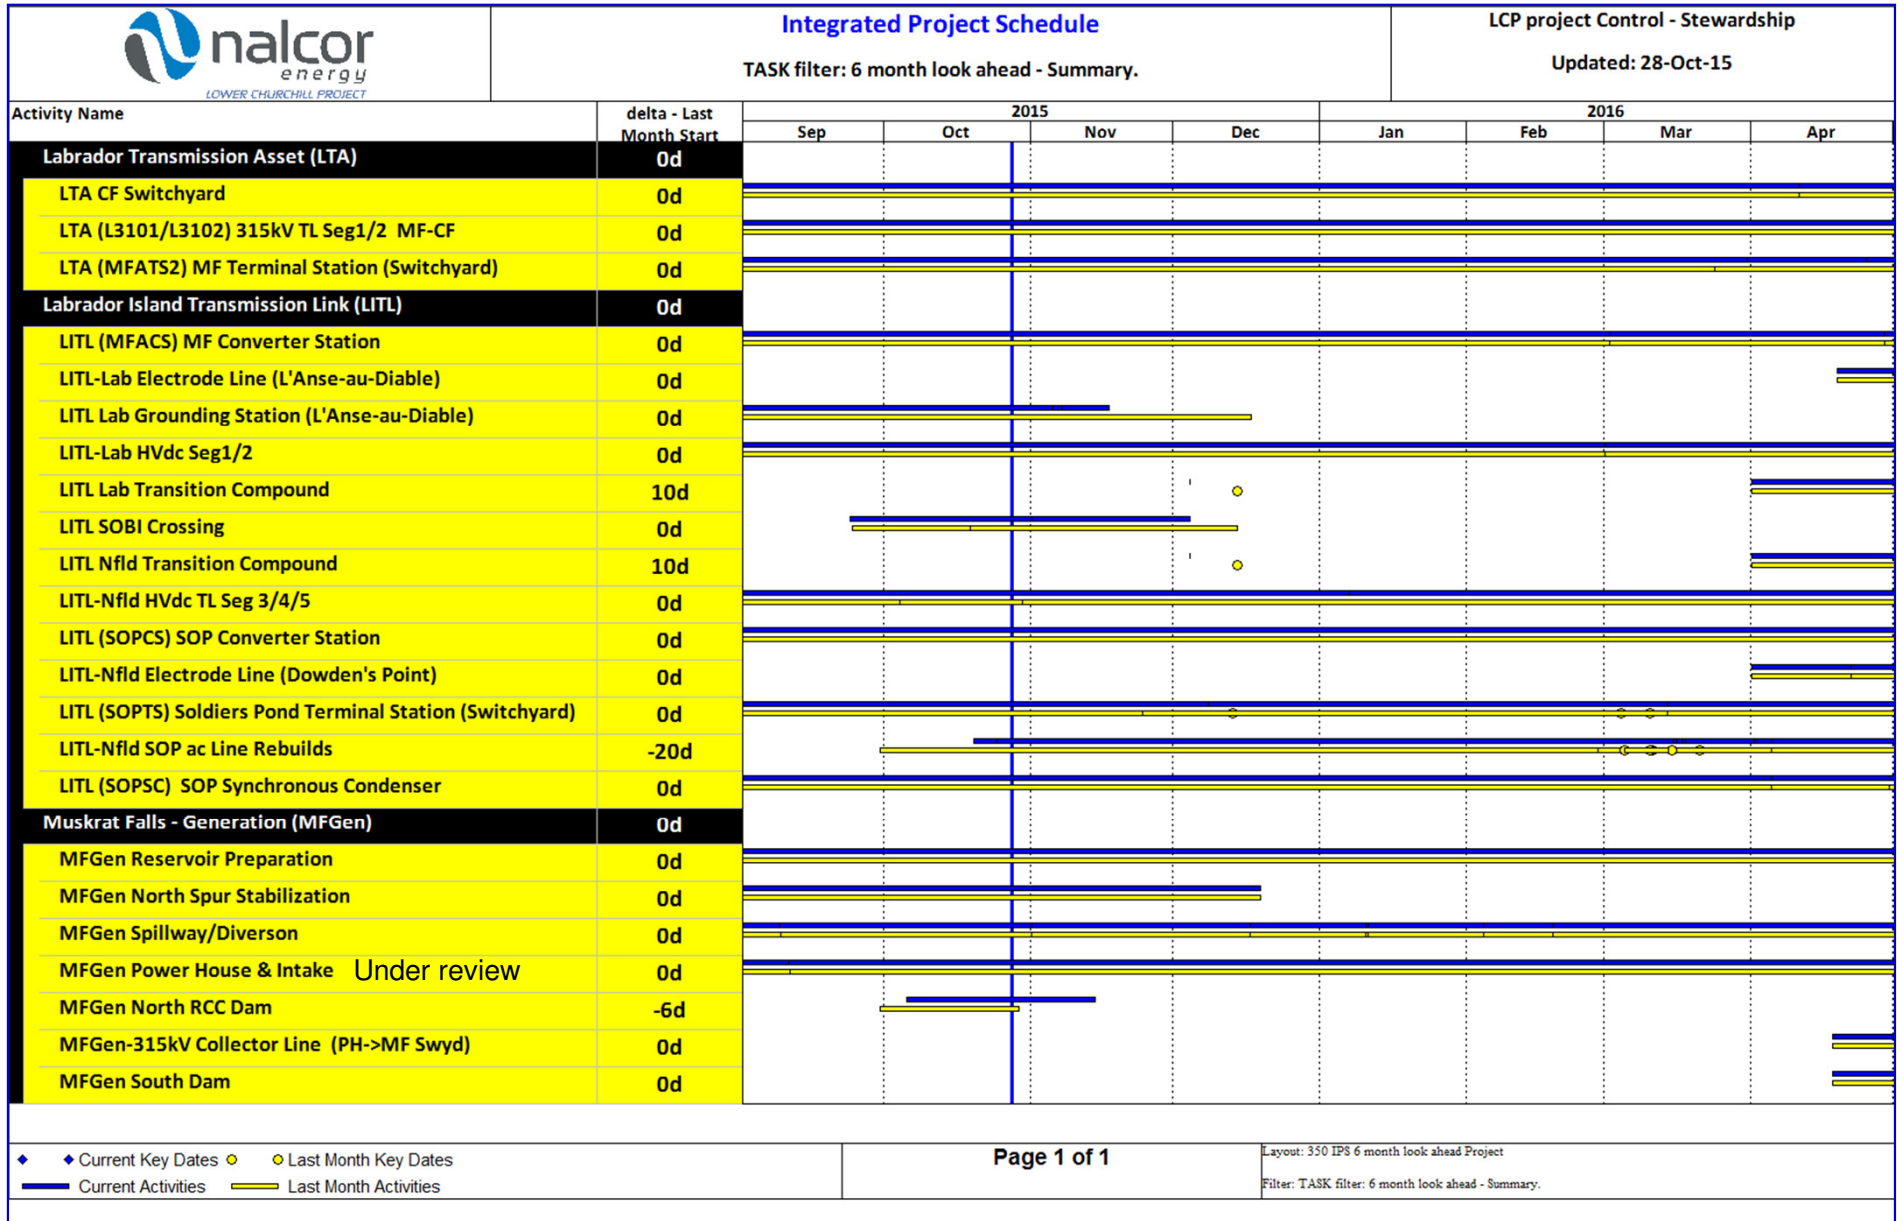 nalcor
energy
LOWER CHURCHILL PROJECT
Integrated Project Schedule
TASK filter: 6 month look ahead - Summary.
LCP project Control - Stewardship
Updated: 28-Oct-15
Activity Name
delta - Last
Month Start
2015 2016
Sep Oct Nov Dec Jan Feb Mar Apr
Labrador Transmission Asset (LTA) 0d
LTA CF Switchyard 0d
LTA (L3101/L3102) 315kV TL Seg1/2 MF-CF 0d
LTA (MFATS2) MF Terminal Station (Switchyard) 0d
Labrador Island Transmission Link (LITL) 0d
LITL (MFACS) MF Converter Station 0d
LITL-Lab Electrode Line (L'Anse-au-Diable) 0d
LITL Lab Grounding Station (L'Anse-au-Diable) 0d
LITL-Lab HVdc Seg1/2 0d
LITL Lab Transition Compound 10d
LITL SOBI Crossing 0d
LITL Nfld Transition Compound 10d
LITL-Nfld HVdc TL Seg 3/4/5 0d
LITL (SOPCS) SOP Converter Station 0d
LITL-Nfld Electrode Line (Dowden's Point) 0d
LITL (SOPTS) Soldiers Pond Terminal Station (Switchyard) 0d
LITL-Nfld SOP ac Line Rebuilds -20d
LITL (SOPSC) SOP Synchronous Condenser 0d
Muskrat Falls - Generation (MFGen) 0d
MFGen Reservoir Preparation 0d
MFGen North Spur Stabilization 0d
MFGen Spillway/Diverson 0d
MFGen Power House & Intake Under review 0d
MFGen North RCC Dam -6d
MFGen-315kV Collector Line (PH->MF Swyd) 0d
MFGen South Dam 0d
Current Key Dates Last Month Key Dates
Current Activities Last Month Activities
Page 1 of 1
Layout: 350 IPS 6 month look ahead Project
Filter: TASK filter: 6 month look ahead - Summary.